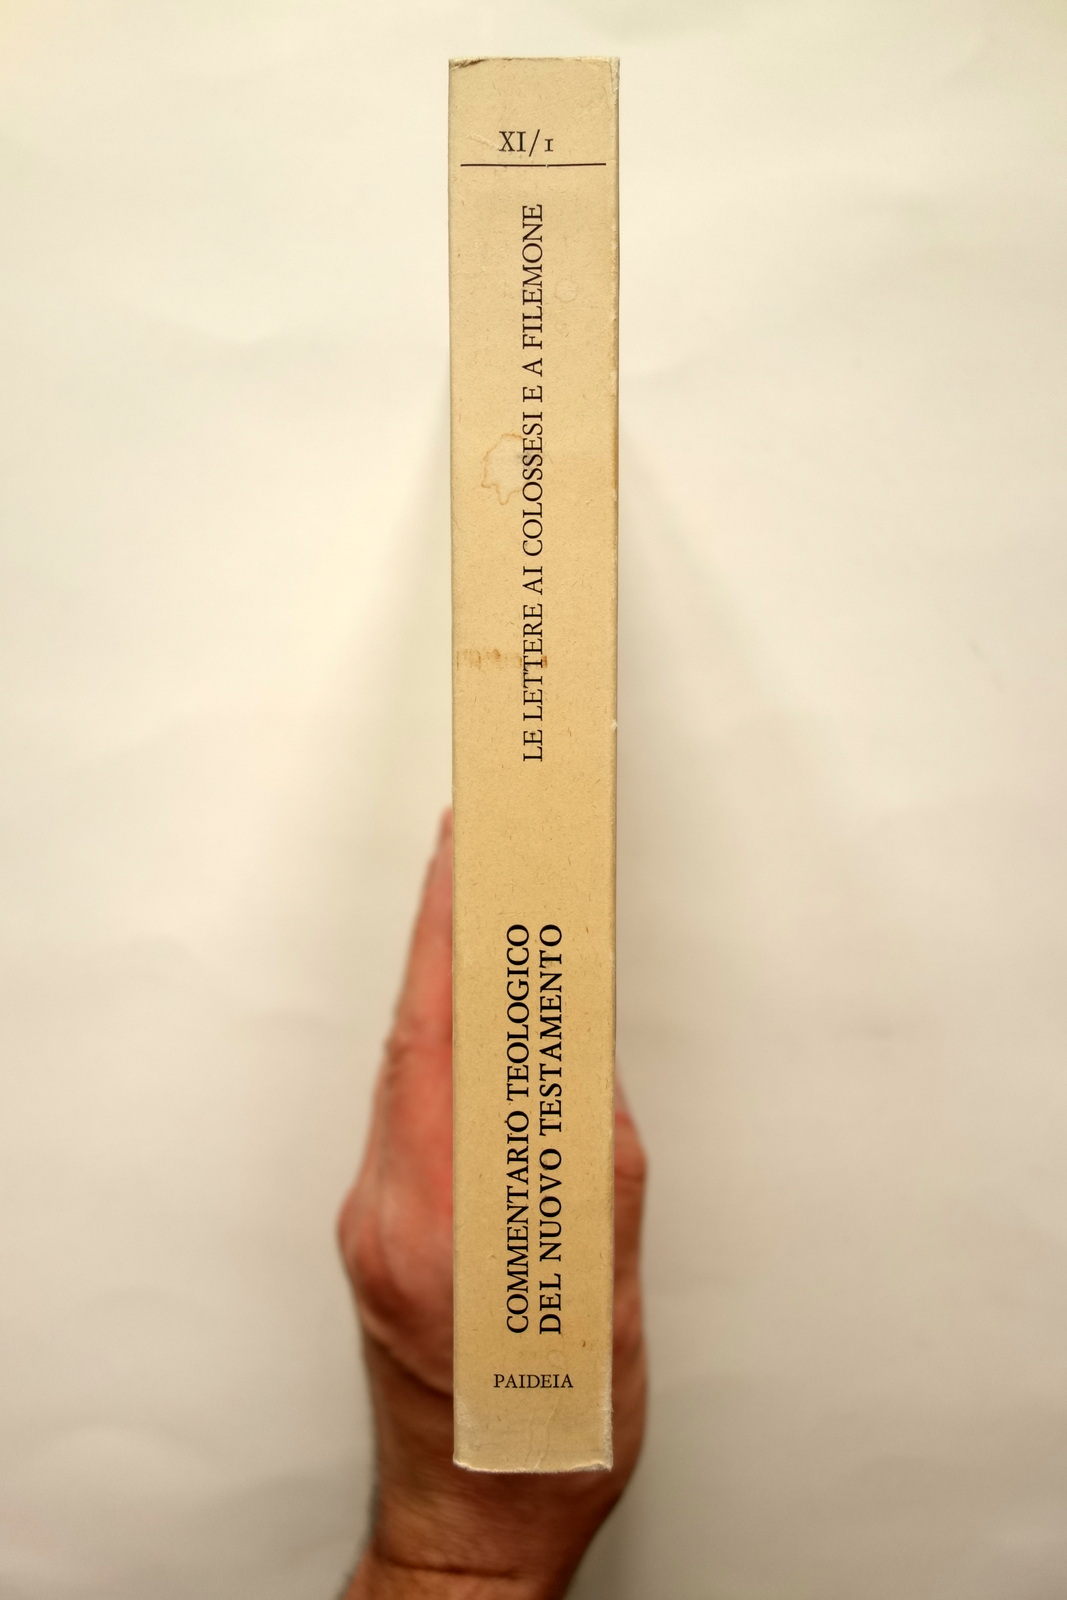 XI/1
LE LETTERE AI COLOSSESI E A FILEMONE
COMMENTARIO TEOLOGICO
DEL NUOVO TESTAMENTO
PAIDEIA